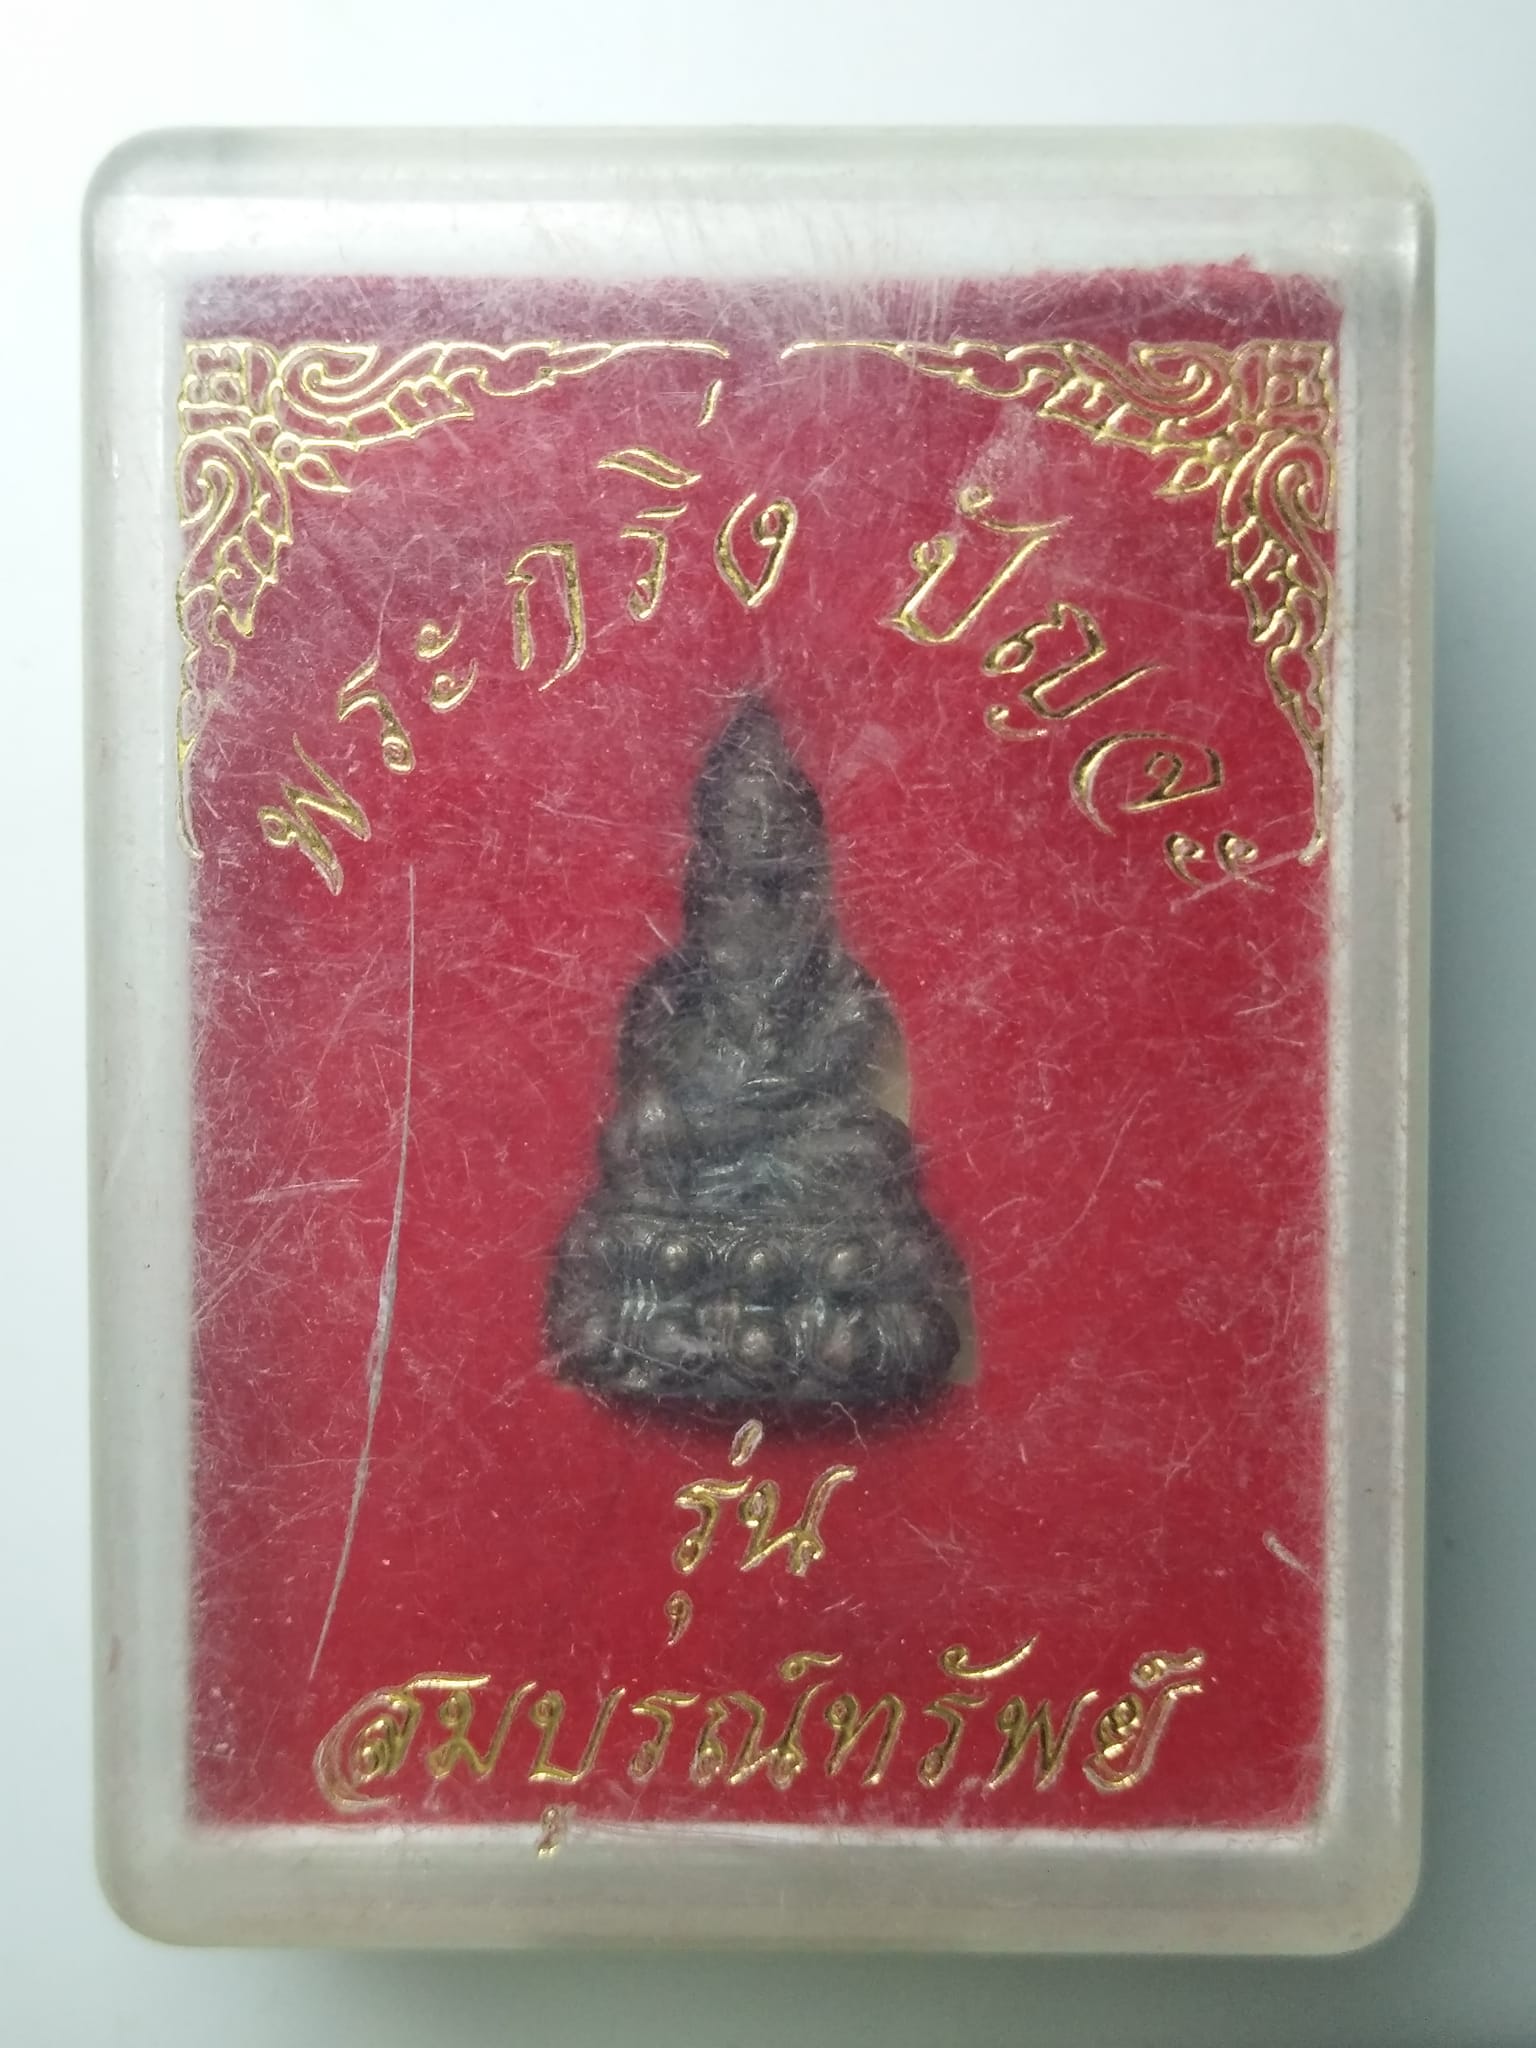 พระกริ่ง ปัญจะ
รุ่น
สมบุรณ์ทรัพย์